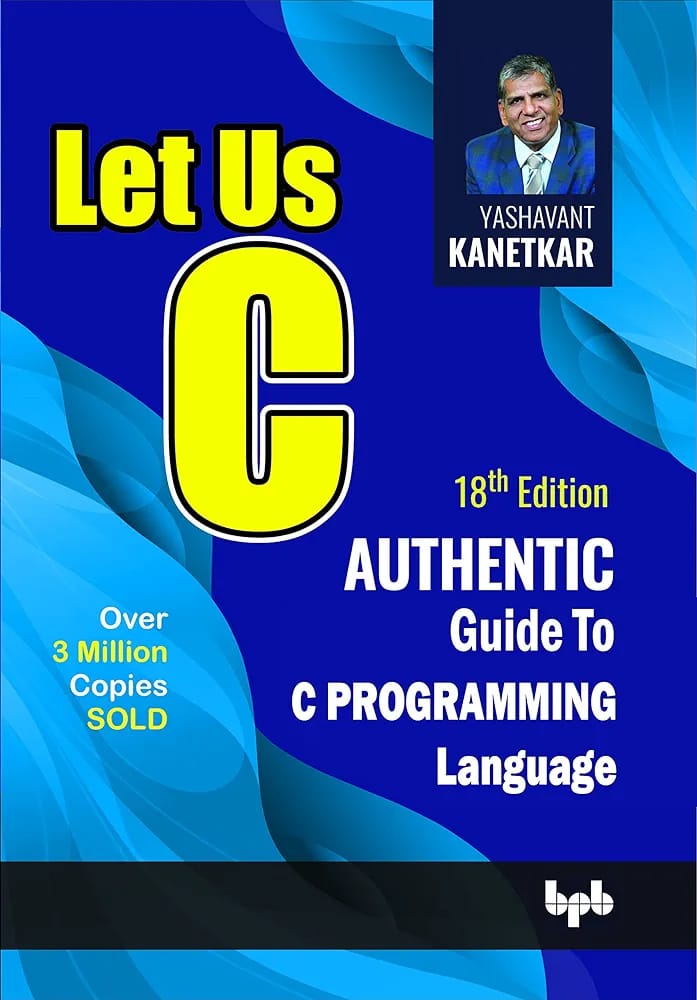 Let Us
C
YASHAVANT
KANETKAR
18th Edition
AUTHENTIC
Guide To
C PROGRAMMING
Language
Over
3 Million
Copies
SOLD
bpb